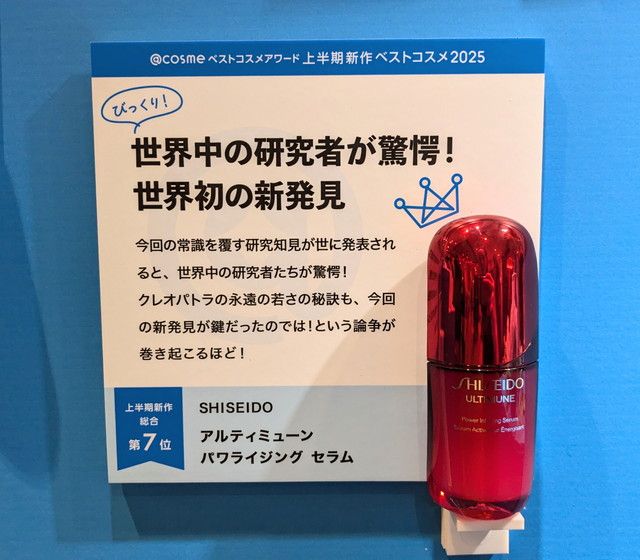 @cosme ベストコスメアワード 上半期新作 ベストコスメ2025
びっくり!
世界中の研究者が驚愕!
世界初の新発見
今回の常識を覆す研究知見が世に発表され
ると、世界中の研究者たちが驚愕!
クレオパトラの永遠の若さの秘訣も、今回
の新発見が鍵だったのでは!という論争が
巻き起こるほど!
上半期新作
総合
第7位
SHISEIDO
アルティミューン
パワライジング セラム
SHISEIDO
ULTIMUNE
Power Serum
Sérum